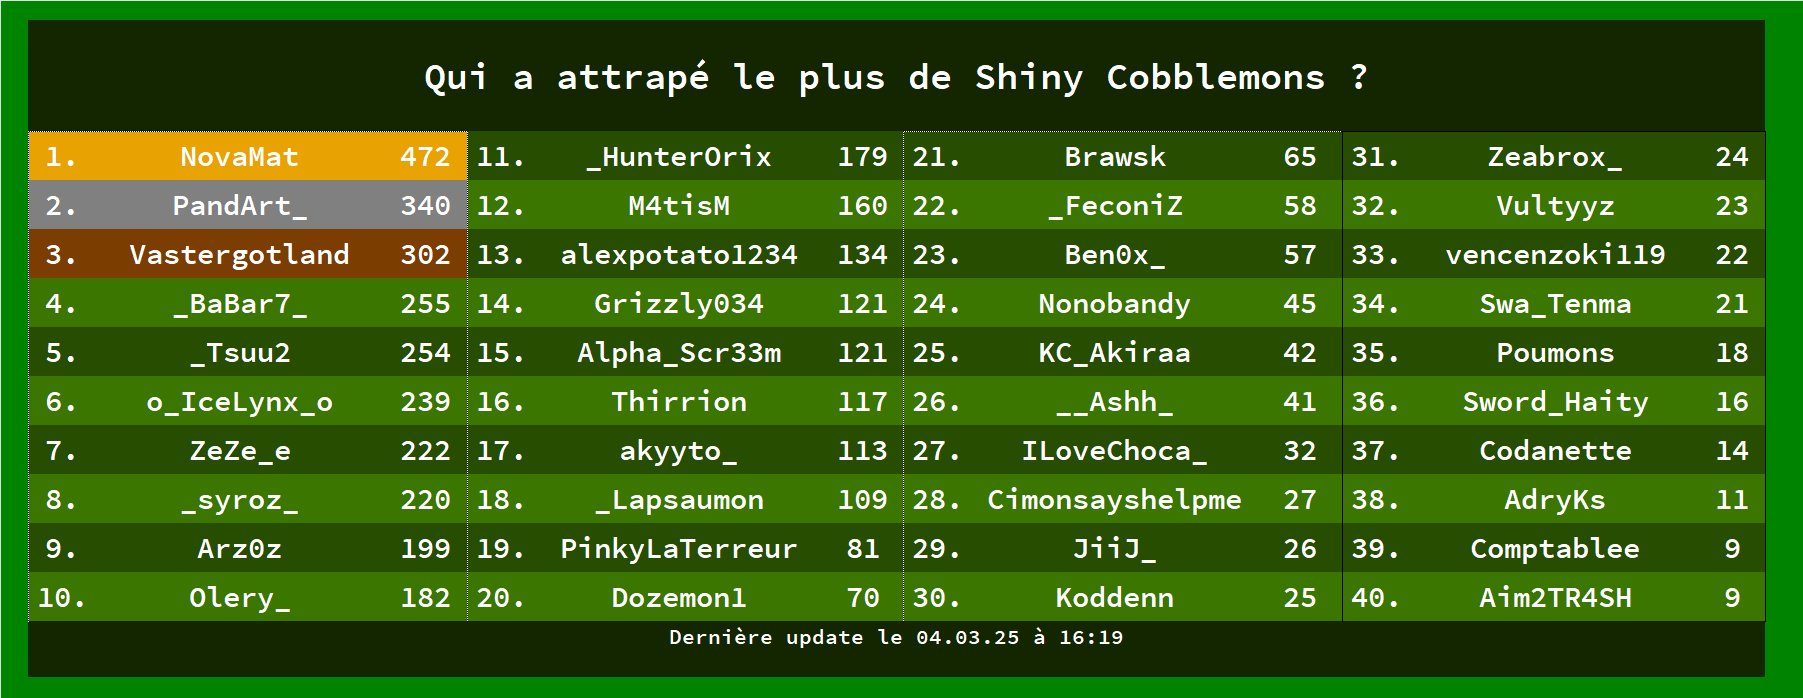 Qui a attrapé le plus de Shiny Cobblemons ?
1. NovaMat 472 11. _HunterOrix 179 21. Brawsk 65 31. Zeabrox_ 24
2. PandArt_ 340 12. M4tisM 160 22. _FeconiZ 58 32. Vultyyz 23
3. Vastergotland 302 13. alexpotato1234 134 23. Ben0x_ 57 33. vencenzoki119 22
4. _BaBar7_ 255 14. Grizzly034 121 24. Nonobandy 45 34. Swa_Tenma 21
5. _Tsuu2 254 15. Alpha_Scr33m 121 25. KC_Akiraa 42 35. Poumons 18
6. o_IceLynx_o 239 16. Thirrion 117 26. __Ashh_ 41 36. Sword_Haity 16
7. ZeZe_e 222 17. akyyto_ 113 27. ILoveChoca_ 32 37. Codanette 14
8. _syroz_ 220 18. _Lapsaumon 109 28. Cimonsayshelpme 27 38. AdryKs 11
9. Arz0z 199 19. PinkyLaTerreur 81 29. JiiJ_ 26 39. Comptablee 9
10. Olery_ 182 20. Dozemon1 70 30. Koddenn 25 40. Aim2TR4SH 9
Dernière update le 04.03.25 à 16:19